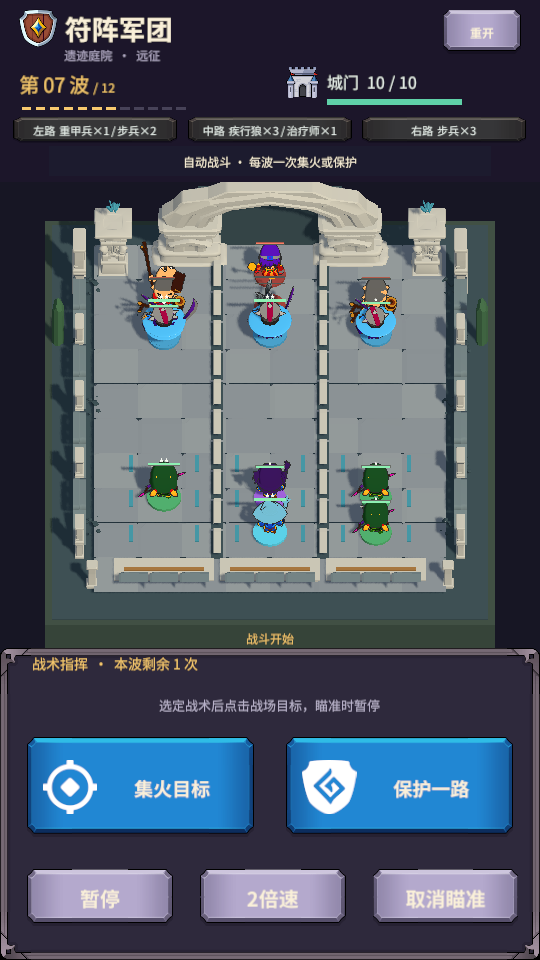 符阵军团
重开
遗迹庭院 · 远征
第 07 波 / 12
城门 10 / 10
左路 重甲兵×1/步兵×2
中路 疾行狼×3/治疗师×1
右路 步兵×3
自动战斗 · 每波一次集火或保护
战斗开始
战术指挥 · 本波剩余 1 次
选定战术后点击战场目标，瞄准时暂停
集火目标
保护一路
暂停
2倍速
取消瞄准